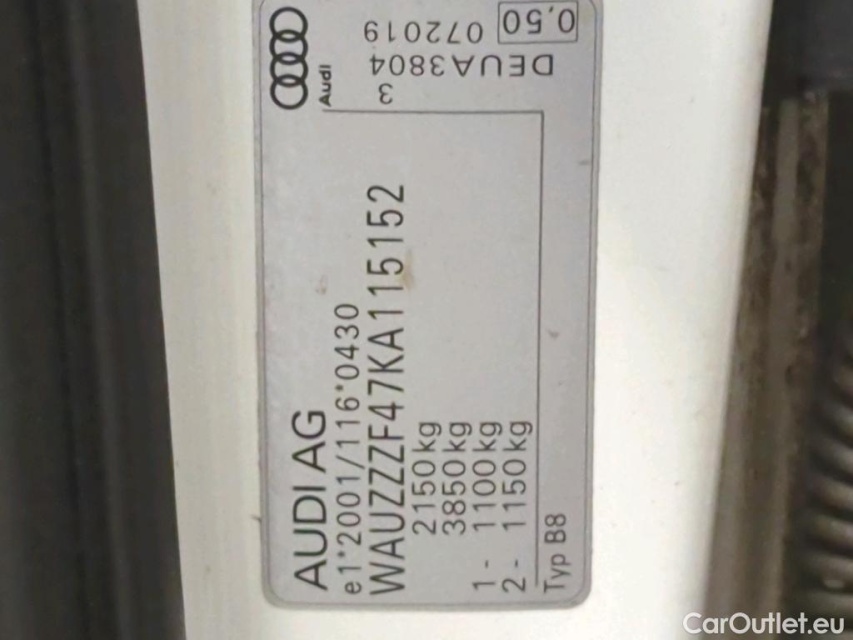 AUDI AG
e1*2001/116*0430
WAUZZZF47KA115152
2150kg
3850kg
1- 1100kg
2- 1150kg
Typ B8
Audi
0,50
072019
DEUA3804
3
CarOutlet.eu